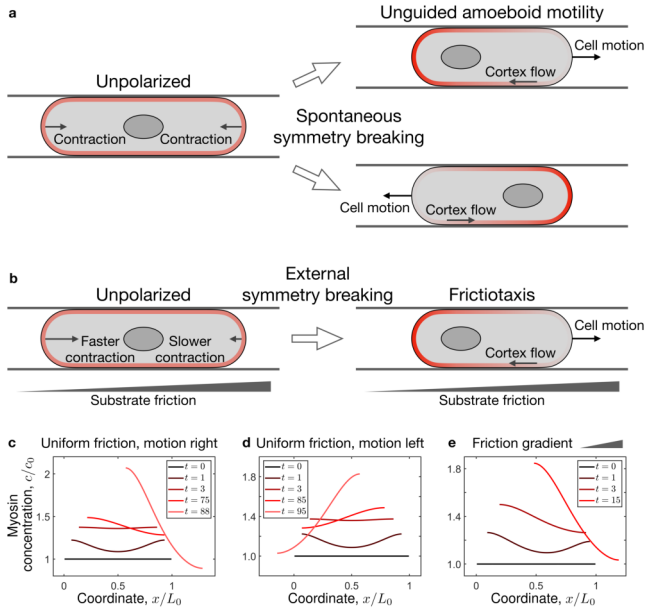 a
Unguided amoeboid motility
Unpolarized
Cell motion
Cortex flow
Contraction
Contraction
Spontaneous
symmetry breaking
Cell motion
Cortex flow
b
External
symmetry breaking
Unpolarized
Frictiotaxis
Faster
contraction
Slower
contraction
Cell motion
Cortex flow
Substrate friction
Substrate friction
c
Uniform friction, motion right
d
Uniform friction, motion left
e
Friction gradient
Myosin
concentration, c/c₀
2
1.5
1
t = 0
t = 1
t = 3
t = 75
t = 88
0
0.5
1
Coordinate, x/L₀
1.8
1.4
1.0
t = 0
t = 1
t = 3
t = 85
t = 95
0
0.5
1
Coordinate, x/L₀
1.8
1.4
1.0
t = 0
t = 1
t = 3
t = 15
0
0.5
1
Coordinate, x/L₀